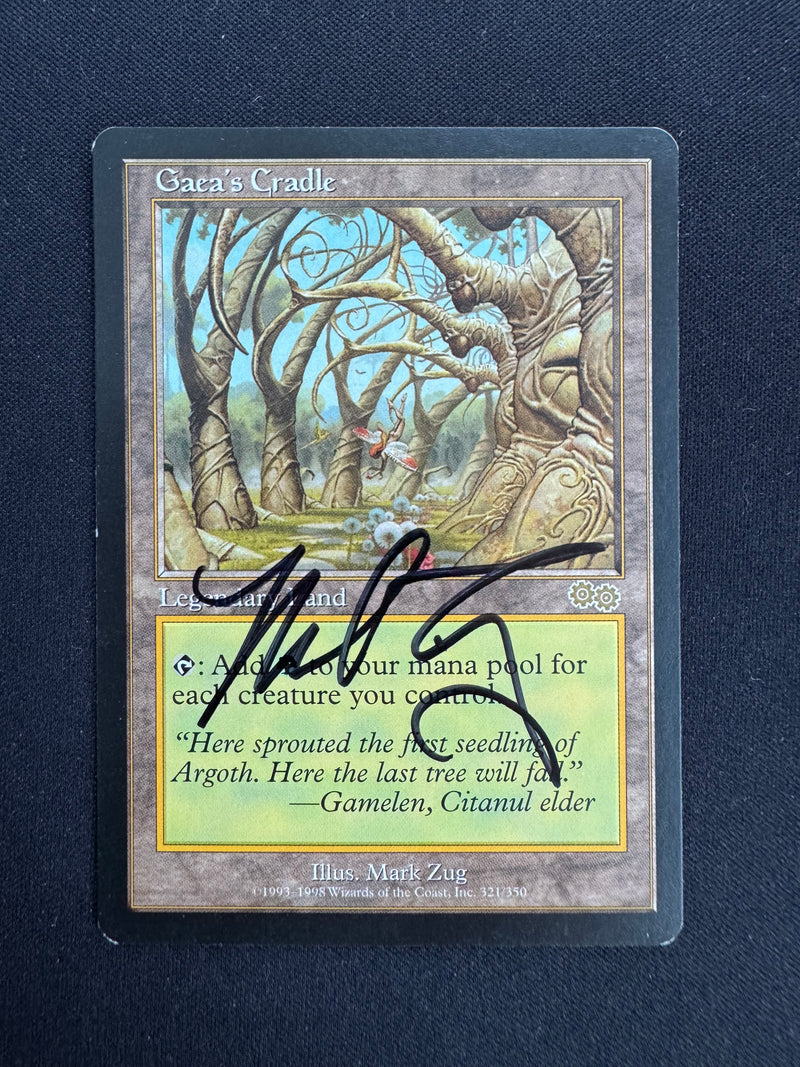 Gaea's Cradle
Legendary Land
: Add to your mana pool for
each creature you control.
“Here sprouted the first seedling of
Argoth. Here the last tree will fall.”
—Gamelen, Citanul elder
Illus. Mark Zug
©1993–1998 Wizards of the Coast, Inc. 321/350